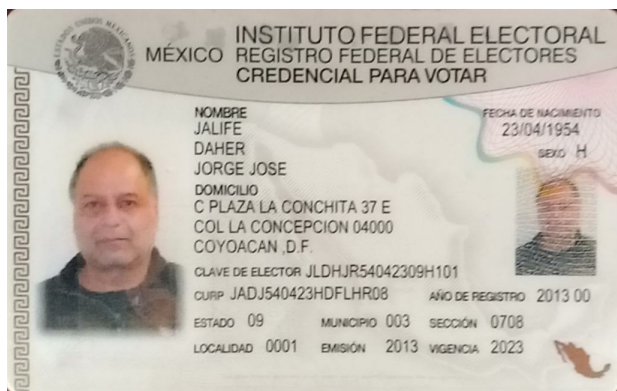 INSTITUTO FEDERAL ELECTORAL
MÉXICO REGISTRO FEDERAL DE ELECTORES
CREDENCIAL PARA VOTAR
NOMBRE
JALIFE
DAHER
JORGE JOSE
FECHA DE NACIMIENTO
23/04/1954
SEXO H
DOMICILIO
C PLAZA LA CONCHITA 37 E
COL LA CONCEPCION 04000
COYOACAN ,D.F.
CLAVE DE ELECTOR JLDHJR54042309H101
CURP JADJ540423HDFLHR08 AÑO DE REGISTRO 2013 00
ESTADO 09 MUNICIPIO 003 SECCIÓN 0708
LOCALIDAD 0001 EMISIÓN 2013 VIGENCIA 2023